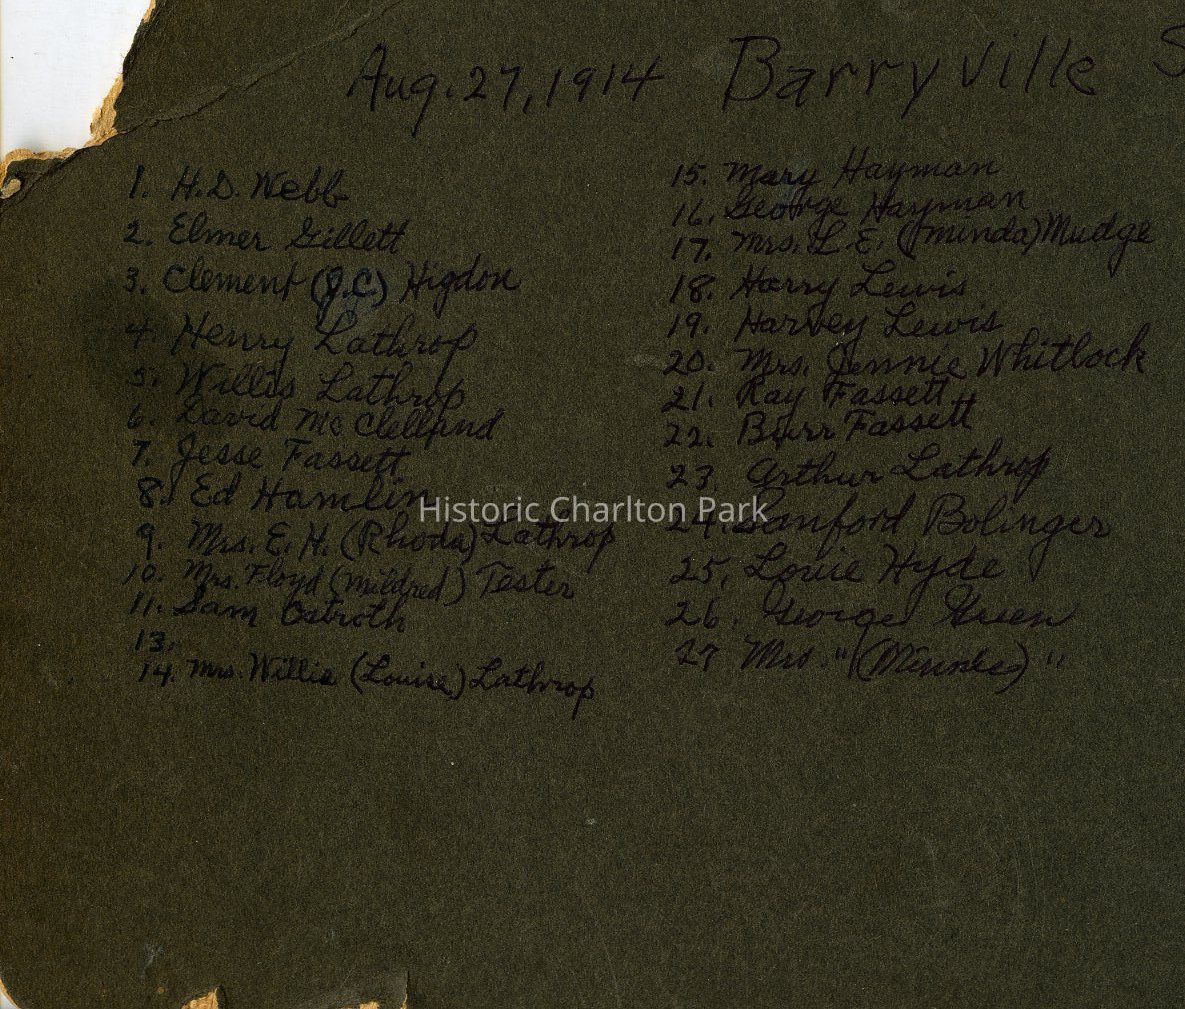 Aug. 27, 1914 Barryville S
1. H.D. Webb
2. Elmer Gillett
3. Clement (J.C.) Higdon
4. Henry Lathrop
5. Willis Lathrop
6. David McClelland
7. Jesse Fassett
8. Ed Hamlin
9. Mrs. E. H. (Rhoda) Lathrop
10. Mrs. Floyd (Mildred) Tester
11. Sam Ostroth
13.
14. Mrs. Willis (Louise) Lathrop
15. Mary Hayman
16. George Hayman
17. Mrs. L. E. (Minda) Mudge
18. Harry Lewis
19. Harvey Lewis
20. Mrs. Jennie Whitlock
21. Ray Fassett
22. Burr Fassett
23. Arthur Lathrop
24. Sanford Bolinger
25. Louie Hyde
26. George Green
27 Mrs. " (Minnie) "
Historic Charlton Park